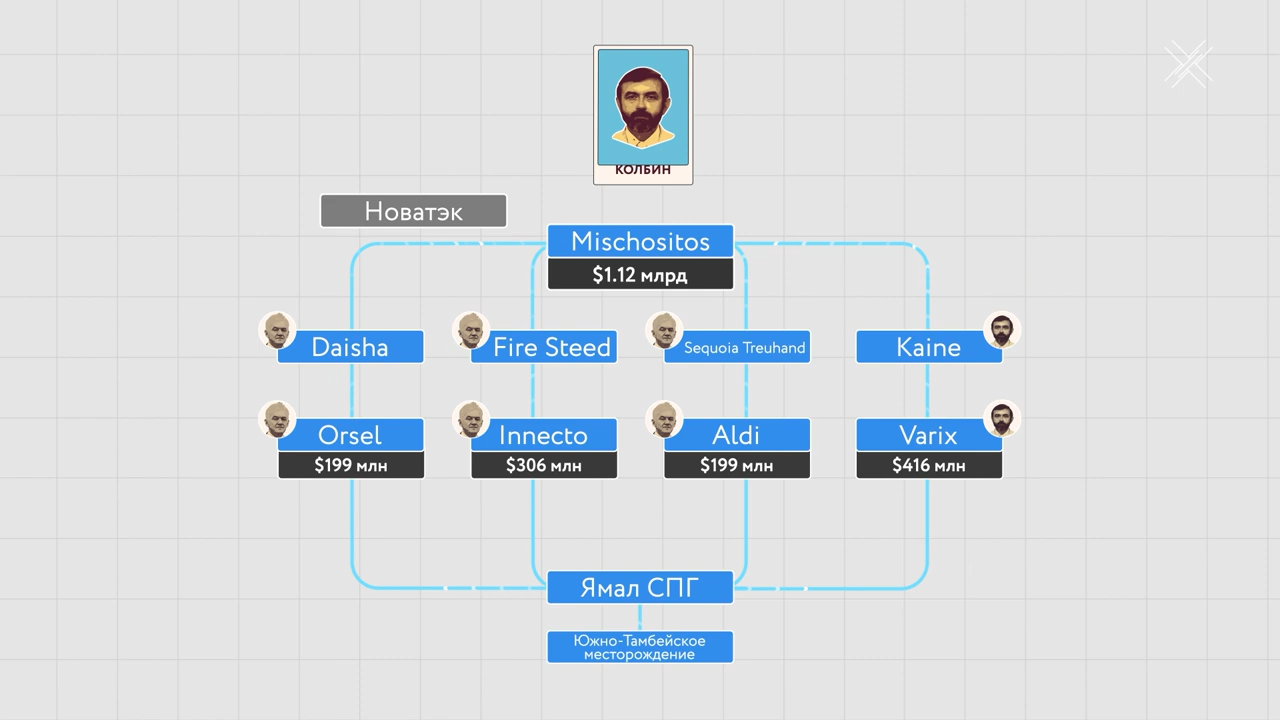 КОЛБИН
Новатэк
Mischositos
$1.12 млрд
Daisha
Fire Steed
Sequoia Treuhand
Kaine
Orsel
Innecto
Aldi
Varix
$199 млн
$306 млн
$199 млн
$416 млн
Ямал СПГ
Южно-Тамбейское
месторождение